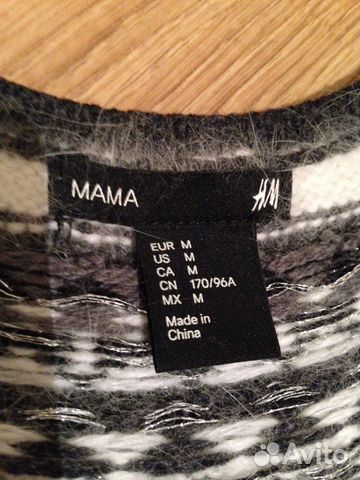 MAMA H&M
EUR M
US M
CA M
CN 170/96A
MX M
Made in
China
Avito